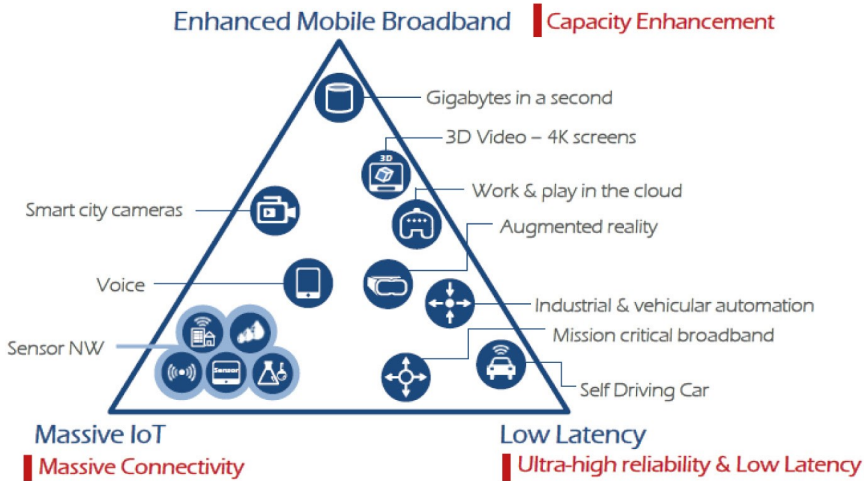 Enhanced Mobile Broadband
Capacity Enhancement
Gigabytes in a second
3D Video – 4K screens
3D
Work & play in the cloud
Smart city cameras
Augmented reality
Voice
Industrial & vehicular automation
Mission critical broadband
Sensor NW
Sensor
Self Driving Car
Massive IoT
Low Latency
Massive Connectivity
Ultra-high reliability & Low Latency